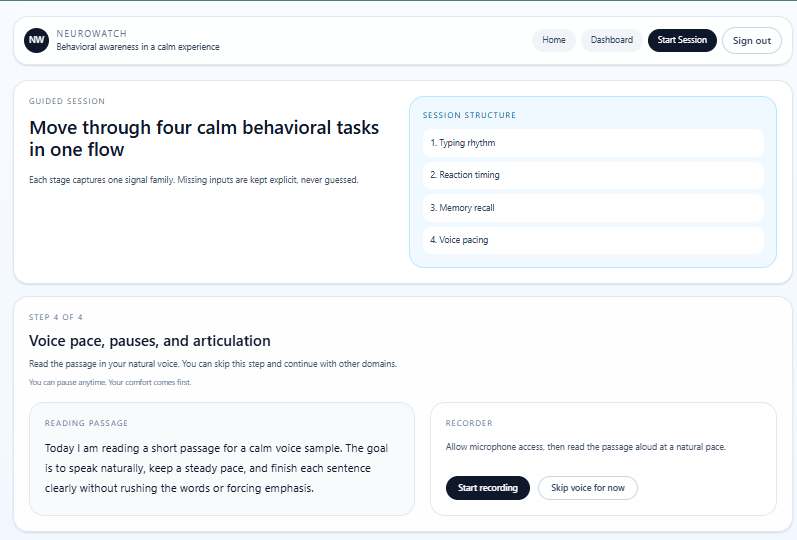 NW
NEUROWATCH
Behavioral awareness in a calm experience
Home
Dashboard
Start Session
Sign out
GUIDED SESSION
Move through four calm behavioral tasks
in one flow
Each stage captures one signal family. Missing inputs are kept explicit, never guessed.
SESSION STRUCTURE
1. Typing rhythm
2. Reaction timing
3. Memory recall
4. Voice pacing
STEP 4 OF 4
Voice pace, pauses, and articulation
Read the passage in your natural voice. You can skip this step and continue with other domains.
You can pause anytime. Your comfort comes first.
READING PASSAGE
Today I am reading a short passage for a calm voice sample. The goal
is to speak naturally, keep a steady pace, and finish each sentence
clearly without rushing the words or forcing emphasis.
RECORDER
Allow microphone access, then read the passage aloud at a natural pace.
Start recording
Skip voice for now